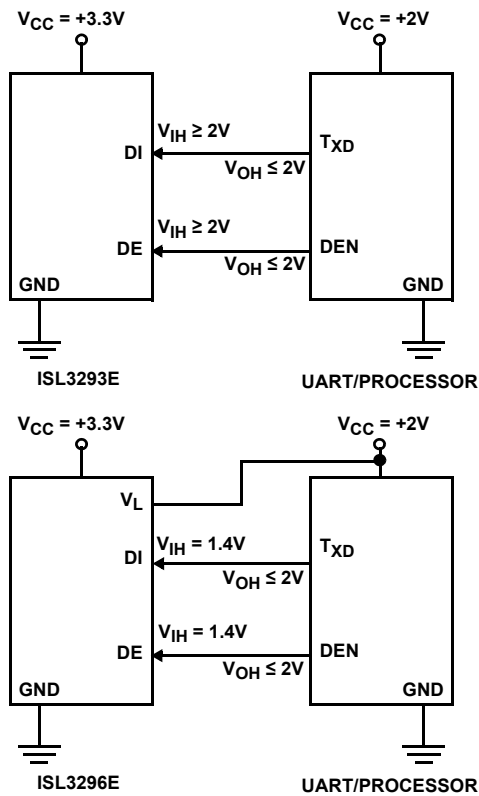 VCC = +3.3V
VCC = +2V
VIH ≥ 2V
DI
TXD
VOH ≤ 2V
VIH ≥ 2V
DE
DEN
VOH ≤ 2V
GND
GND
ISL3293E
UART/PROCESSOR
VCC = +3.3V
VCC = +2V
VL
VIH = 1.4V
DI
TXD
VOH ≤ 2V
VIH = 1.4V
DE
DEN
VOH ≤ 2V
GND
GND
ISL3296E
UART/PROCESSOR